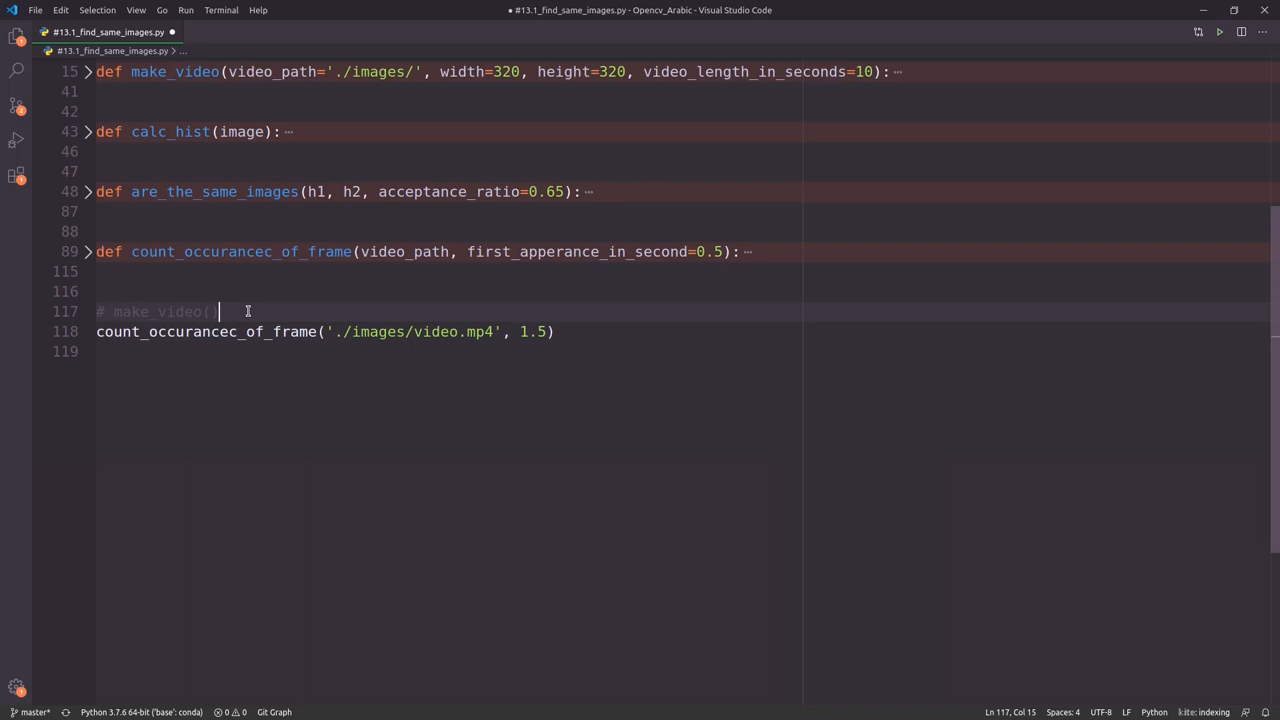 File Edit Selection View Go Run Terminal Help
● #13.1_find_same_images.py - Opencv_Arabic - Visual Studio Code
#13.1_find_same_images.py ●
#13.1_find_same_images.py > ...
15 def make_video(video_path='./images/', width=320, height=320, video_length_in_seconds=10): ...
41
42
43 def calc_hist(image): ...
46
47
48 def are_the_same_images(h1, h2, acceptance_ratio=0.65): ...
87
88
89 def count_occurancec_of_frame(video_path, first_apperance_in_second=0.5): ...
115
116
117 # make_video()
118 count_occurancec_of_frame('./images/video.mp4', 1.5)
119
master* Python 3.7.6 64-bit ('base': conda) 0 0 Git Graph Ln 117, Col 15 Spaces: 4 UTF-8 LF Python kite: indexing